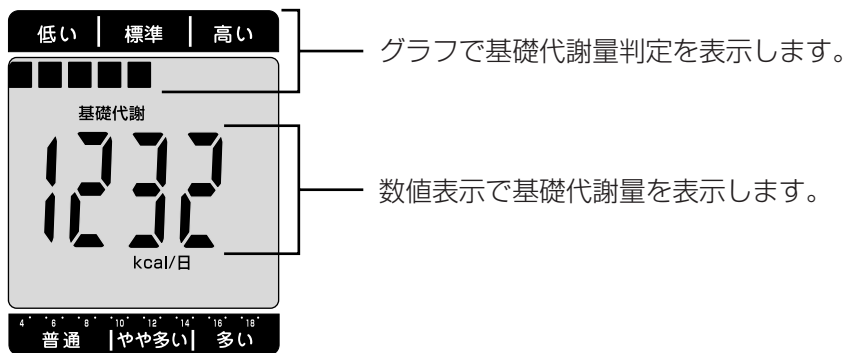 低い 標準 高い
グラフで基礎代謝量判定を表示します。
基礎代謝
1232
数値表示で基礎代謝量を表示します。
kcal/日
4 6 8 10 12 14 16 18
普通 やや多い 多い